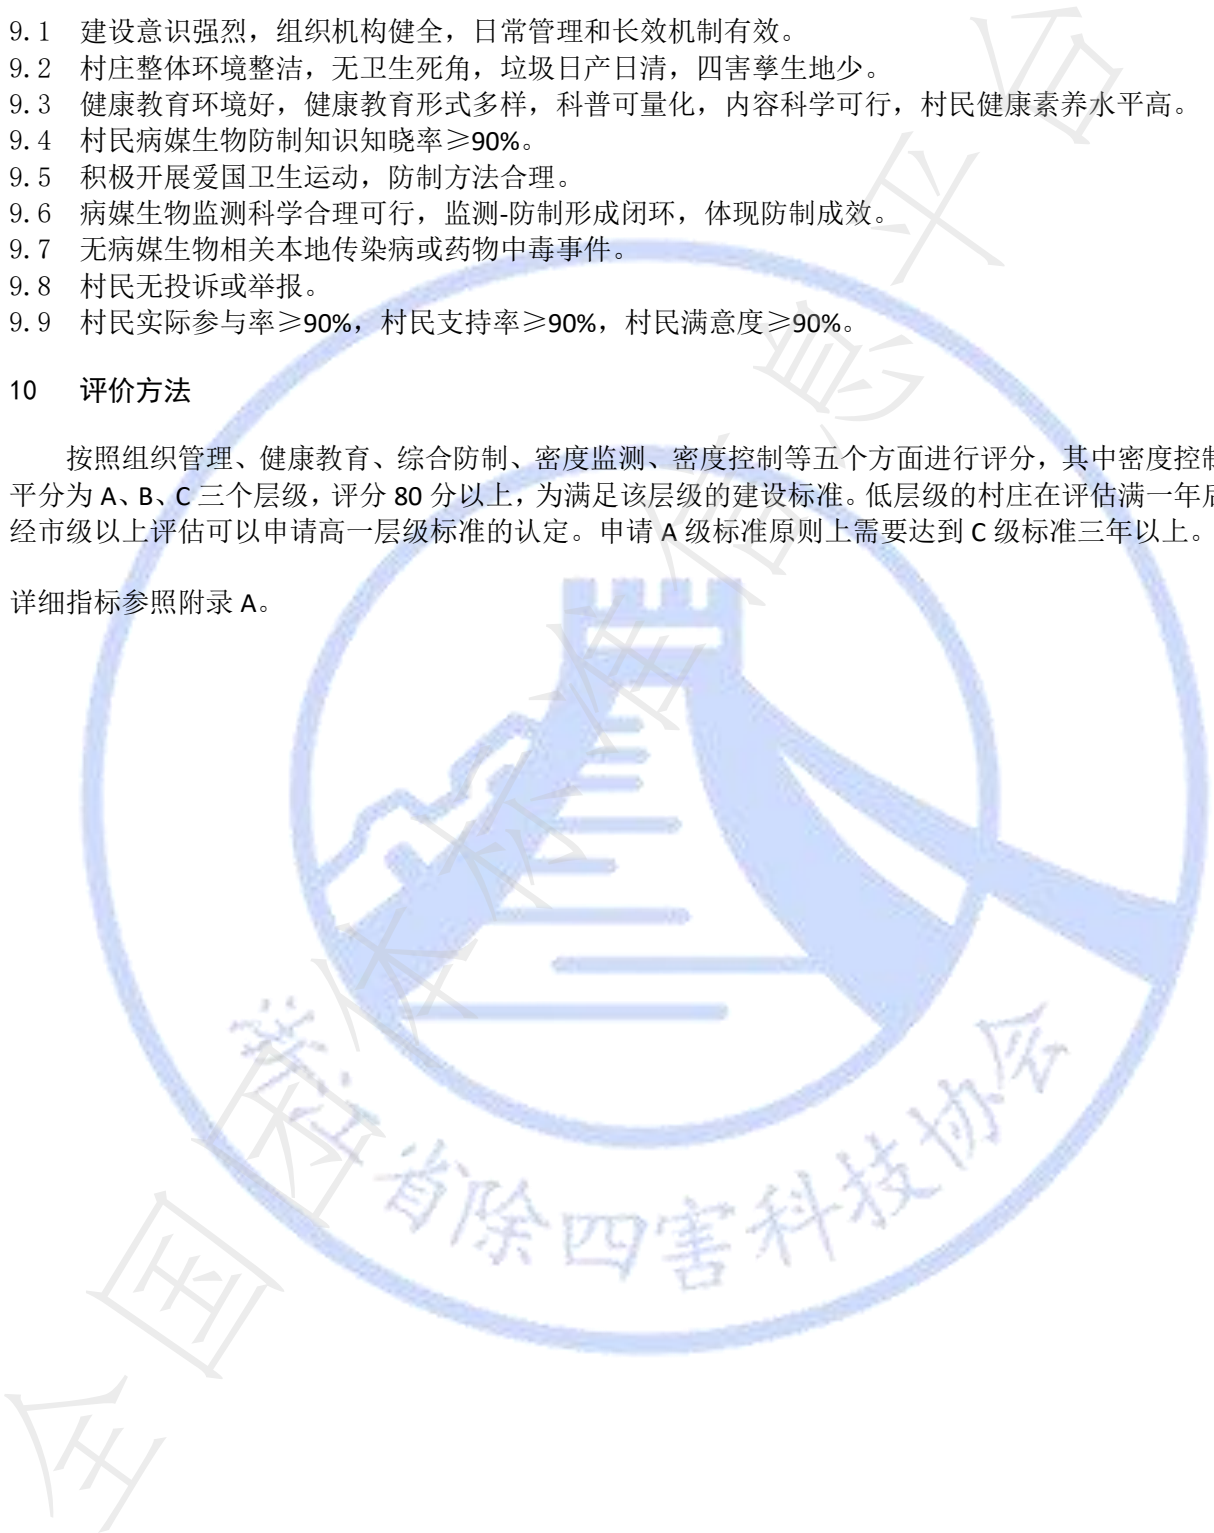 9.1 建设意识强烈，组织机构健全，日常管理和长效机制有效。
9.2 村庄整体环境整洁，无卫生死角，垃圾日产日清，四害孳生地少。
9.3 健康教育环境好，健康教育形式多样，科普可量化，内容科学可行，村民健康素养水平高。
9.4 村民病媒生物防制知识知晓率≥90%。
9.5 积极开展爱国卫生运动，防制方法合理。
9.6 病媒生物监测科学合理可行，监测-防制形成闭环，体现防制成效。
9.7 无病媒生物相关本地传染病或药物中毒事件。
9.8 村民无投诉或举报。
9.9 村民实际参与率≥90%，村民支持率≥90%，村民满意度≥90%。
10 评价方法
按照组织管理、健康教育、综合防制、密度监测、密度控制等五个方面进行评分，其中密度控制
平分为 A、B、C 三个层级，评分 80 分以上，为满足该层级的建设标准。低层级的村庄在评估满一年后
经市级以上评估可以申请高一层级标准的认定。申请 A 级标准原则上需要达到 C 级标准三年以上。
详细指标参照附录 A。
浙江省除四害科技协会
全国团体标准信息平台